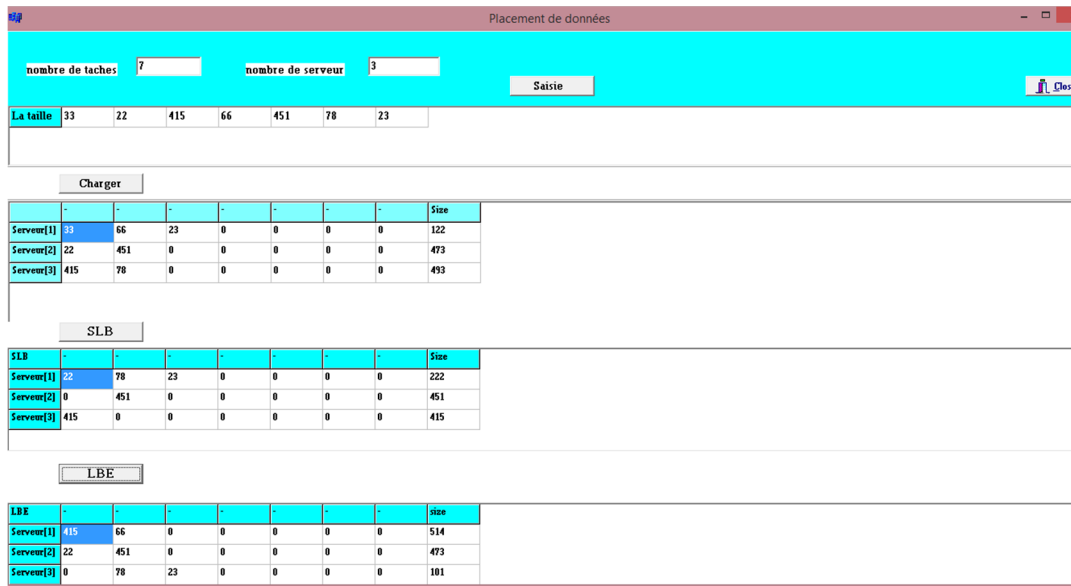 Placement de données
nombre de taches 7 nombre de serveur 3
Saisie
Clos
La taille 33 22 415 66 451 78 23
Charger
- - - - - - - Size
Serveur[1] 33 66 23 0 0 0 0 122
Serveur[2] 22 451 0 0 0 0 0 473
Serveur[3] 415 78 0 0 0 0 0 493
SLB
SLB - - - - - - - Size
Serveur[1] 22 78 23 0 0 0 0 222
Serveur[2] 0 451 0 0 0 0 0 451
Serveur[3] 415 0 0 0 0 0 0 415
LBE
LBE - - - - - - - size
Serveur[1] 415 66 0 0 0 0 0 514
Serveur[2] 22 451 0 0 0 0 0 473
Serveur[3] 0 78 23 0 0 0 0 101